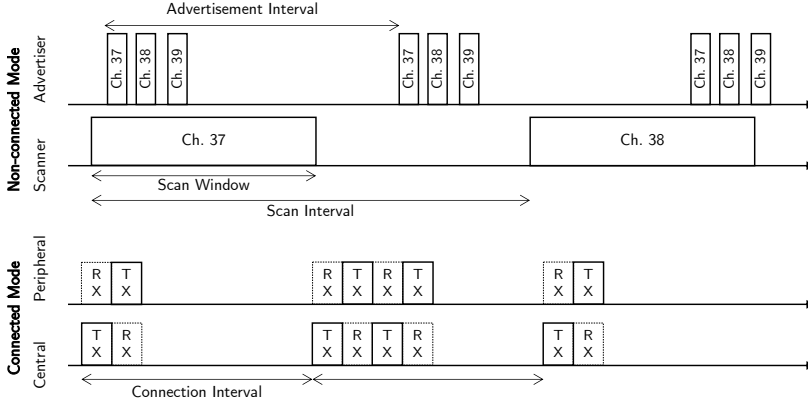 Advertisement Interval
Non-connected Mode
Advertiser
Ch. 37
Ch. 38
Ch. 39
Ch. 37
Ch. 38
Ch. 39
Ch. 37
Ch. 38
Ch. 39
Scanner
Ch. 37
Ch. 38
Scan Window
Scan Interval
Connected Mode
Peripheral
R T R T R T R T
X X X X X X X X
Central
T R T R T R T R
X X X X X X X X
Connection Interval